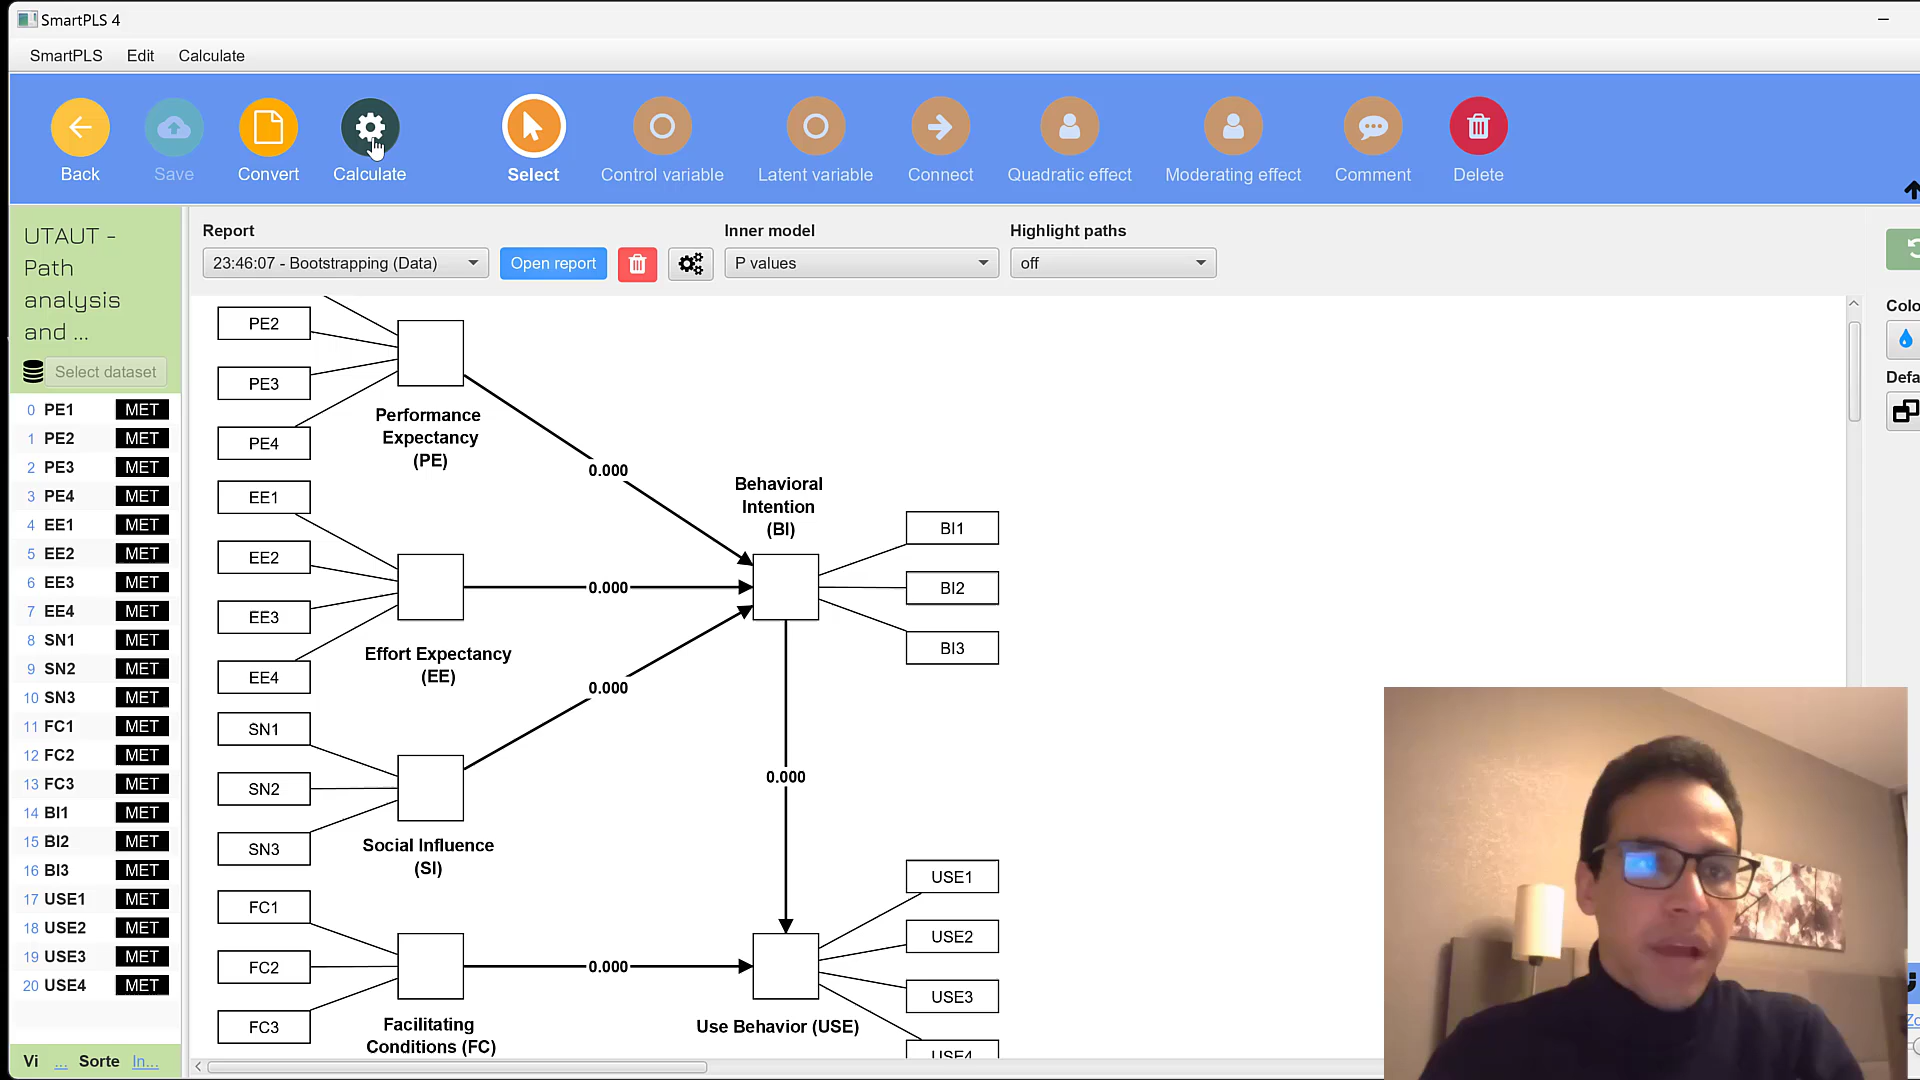 SmartPLS 4
SmartPLS Edit Calculate
Back Save Convert Calculate Select Control variable Latent variable Connect Quadratic effect Moderating effect Comment Delete
UTAUT -
Path
analysis
and ...
Select dataset
0 PE1 MET
1 PE2 MET
2 PE3 MET
3 PE4 MET
4 EE1 MET
5 EE2 MET
6 EE3 MET
7 EE4 MET
8 SN1 MET
9 SN2 MET
10 SN3 MET
11 FC1 MET
12 FC2 MET
13 FC3 MET
14 BI1 MET
15 BI2 MET
16 BI3 MET
17 USE1 MET
18 USE2 MET
19 USE3 MET
20 USE4 MET
Vi ... Sorte In...
Report Inner model Highlight paths
23:46:07 - Bootstrapping (Data) Open report P values off
PE2
PE3
PE4
Performance
Expectancy
(PE)
0.000
EE1
EE2
EE3
EE4
Effort Expectancy
(EE)
0.000
SN1
SN2
SN3
Social Influence
(SI)
0.000
Behavioral
Intention
(BI)
BI1
BI2
BI3
0.000
FC1
FC2
FC3
Facilitating
Conditions (FC)
0.000
Use Behavior (USE)
USE1
USE2
USE3
USE4
Colo
Defa
Zo